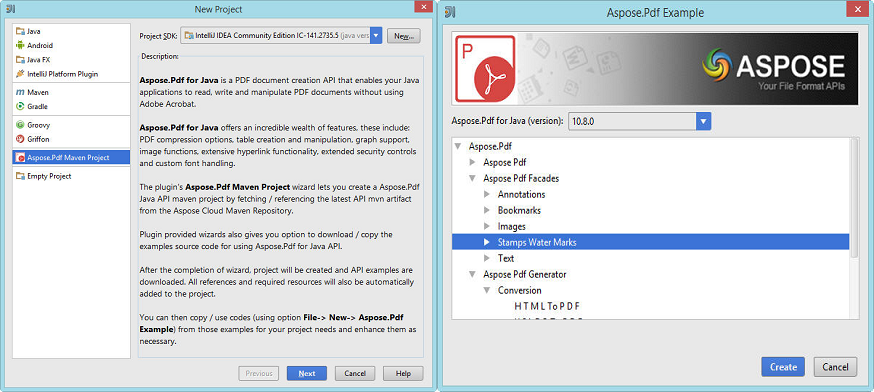 New Project
Java
Android
Java FX
IntelliJ Platform Plugin
Maven
Gradle
Groovy
Griffon
Aspose.Pdf Maven Project
Empty Project
Project SDK: IntelliJ IDEA Community Edition IC-141.2735.5 (java vers New...
Description:
Aspose.Pdf for Java is a PDF document creation API that enables your Java
applications to read, write and manipulate PDF documents without using
Adobe Acrobat.
Aspose.Pdf for Java offers an incredible wealth of features, these include:
PDF compression options, table creation and manipulation, graph support,
image functions, extensive hyperlink functionality, extended security controls
and custom font handling.
The plugin's Aspose.Pdf Maven Project wizard lets you create a Aspose.Pdf
Java API maven project by fetching / referencing the latest API mvn artifact
from the Aspose Cloud Maven Repository.
Plugin provided wizards also gives you option to download / copy the
examples source code for using Aspose.Pdf for Java API.
After the completion of wizard, project will be created and API examples are
downloaded. All references and required resources will also be automatically
added to the project.
You can then copy / use codes (using option File-> New-> Aspose.Pdf
Example) from those examples for your project needs and enhance them as
necessary.
Previous Next Cancel Help
Aspose.Pdf Example
P
ASPOSE
Your File Format APIs
Aspose.Pdf for Java (version): 10.8.0
Aspose.Pdf
Aspose Pdf
Aspose Pdf Facades
Annotations
Bookmarks
Images
Stamps Water Marks
Text
Aspose Pdf Generator
Conversion
H T M L To P D F
Create Cancel